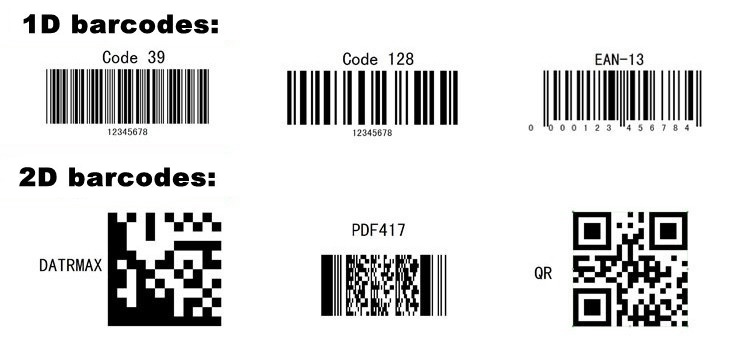 1D barcodes:
Code 39
12345678
Code 128
12345678
EAN-13
0 000123 456784
2D barcodes:
DATRMAX
PDF417
QR